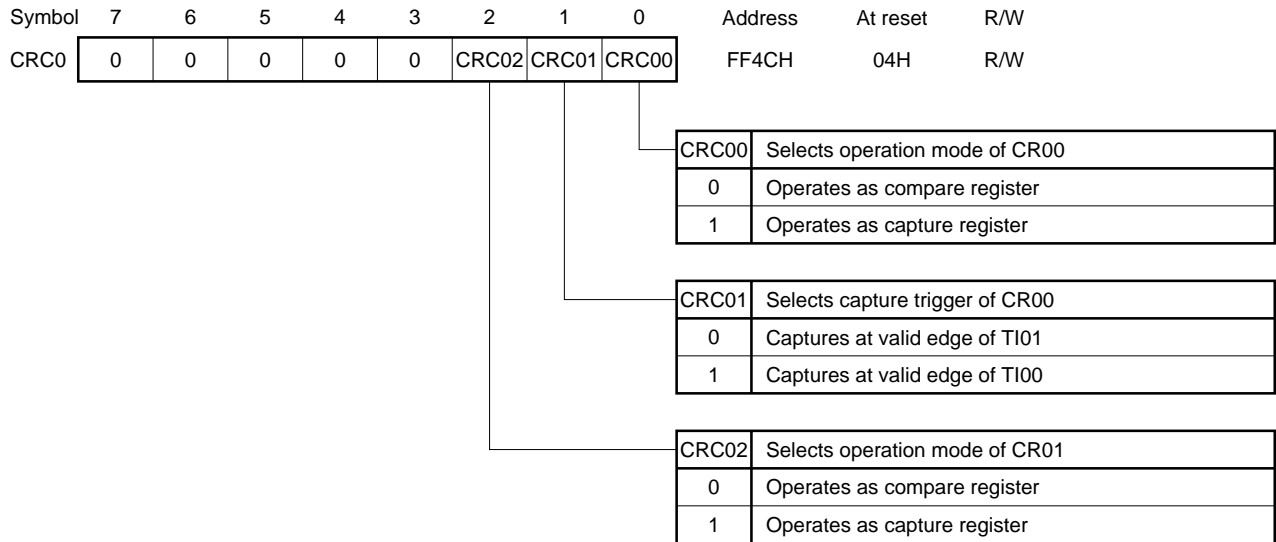 Symbol 7 6 5 4 3 2 1 0 Address At reset R/W
CRC0 0 0 0 0 0 CRC02 CRC01 CRC00 FF4CH 04H R/W
CRC00 Selects operation mode of CR00
0 Operates as compare register
1 Operates as capture register
CRC01 Selects capture trigger of CR00
0 Captures at valid edge of TI01
1 Captures at valid edge of TI00
CRC02 Selects operation mode of CR01
0 Operates as compare register
1 Operates as capture register